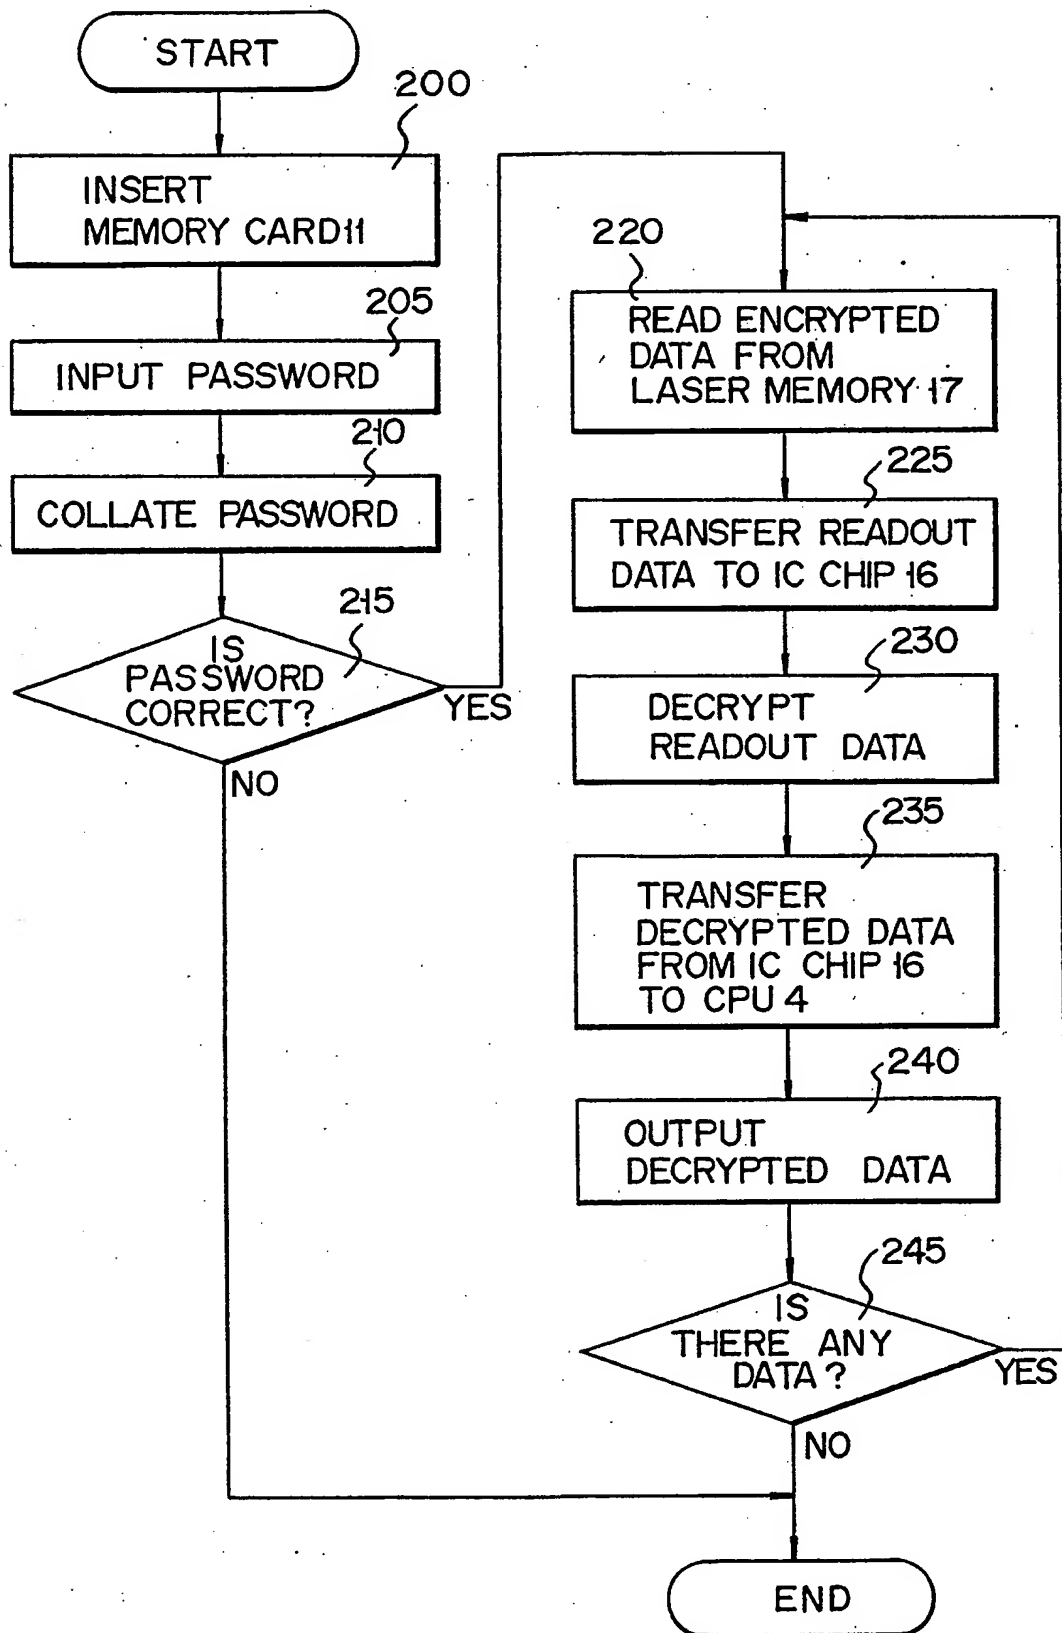 START
200
INSERT
MEMORY CARD 11
205
INPUT PASSWORD
210
COLLATE PASSWORD
215
IS
PASSWORD
CORRECT?
YES
NO
220
READ ENCRYPTED
DATA FROM
LASER MEMORY 17
225
TRANSFER READOUT
DATA TO IC CHIP 16
230
DECRYPT
READOUT DATA
235
TRANSFER
DECRYPTED DATA
FROM IC CHIP 16
TO CPU 4
240
OUTPUT
DECRYPTED DATA
245
IS
THERE ANY
DATA?
YES
NO
END